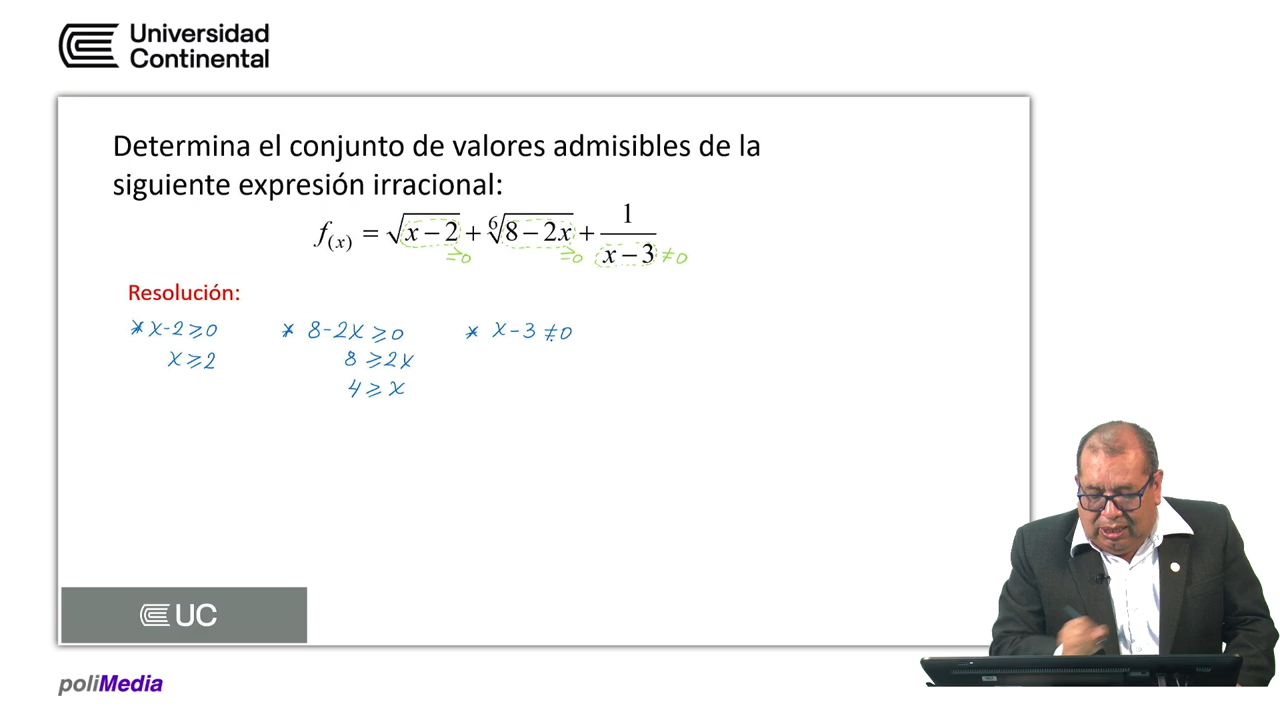 Universidad
Continental
Determina el conjunto de valores admisibles de la
siguiente expresión irracional:
f(x) = √(x − 2) + ⁶√(8 − 2x) + 1/(x − 3)
≥0 ≥0 ≠0
Resolución:
* x-2≥0 * 8-2x≥0 * x-3≠0
x≥2 8≥2x
4≥x
UC
poliMedia